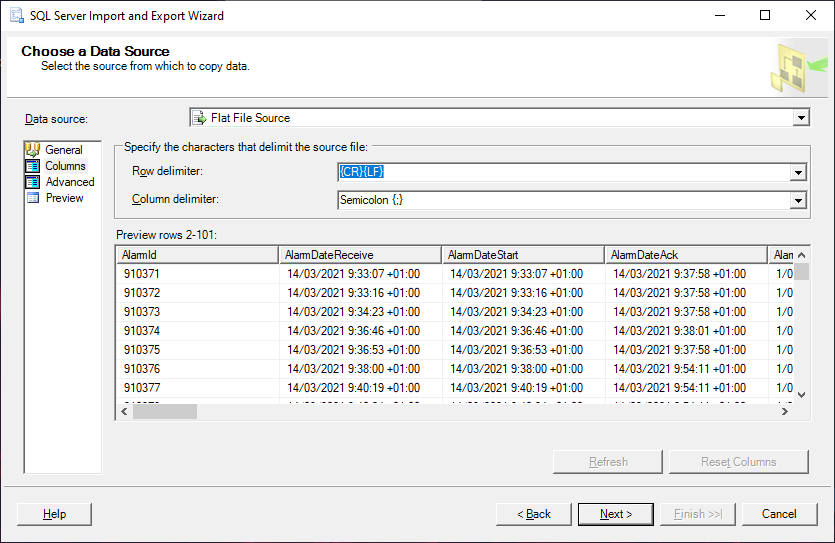 SQL Server Import and Export Wizard
Choose a Data Source
Select the source from which to copy data.
Data source: Flat File Source
General
Columns
Advanced
Preview
Specify the characters that delimit the source file:
Row delimiter: {CR}{LF}
Column delimiter: Semicolon {;}
Preview rows 2-101:
AlarmId AlarmDateReceive AlarmDateStart AlarmDateAck Alarm
910371 14/03/2021 9:33:07 +01:00 14/03/2021 9:33:07 +01:00 14/03/2021 9:37:58 +01:00 1/0
910372 14/03/2021 9:33:16 +01:00 14/03/2021 9:33:16 +01:00 14/03/2021 9:37:58 +01:00 1/0
910373 14/03/2021 9:34:23 +01:00 14/03/2021 9:34:23 +01:00 14/03/2021 9:37:58 +01:00 1/0
910374 14/03/2021 9:36:46 +01:00 14/03/2021 9:36:46 +01:00 14/03/2021 9:38:01 +01:00 1/0
910375 14/03/2021 9:36:53 +01:00 14/03/2021 9:36:53 +01:00 14/03/2021 9:37:58 +01:00 1/0
910376 14/03/2021 9:38:00 +01:00 14/03/2021 9:38:00 +01:00 14/03/2021 9:54:11 +01:00 1/0
910377 14/03/2021 9:40:19 +01:00 14/03/2021 9:40:19 +01:00 14/03/2021 9:54:11 +01:00 1/0
Refresh Reset Columns
Help < Back Next > Finish >>| Cancel